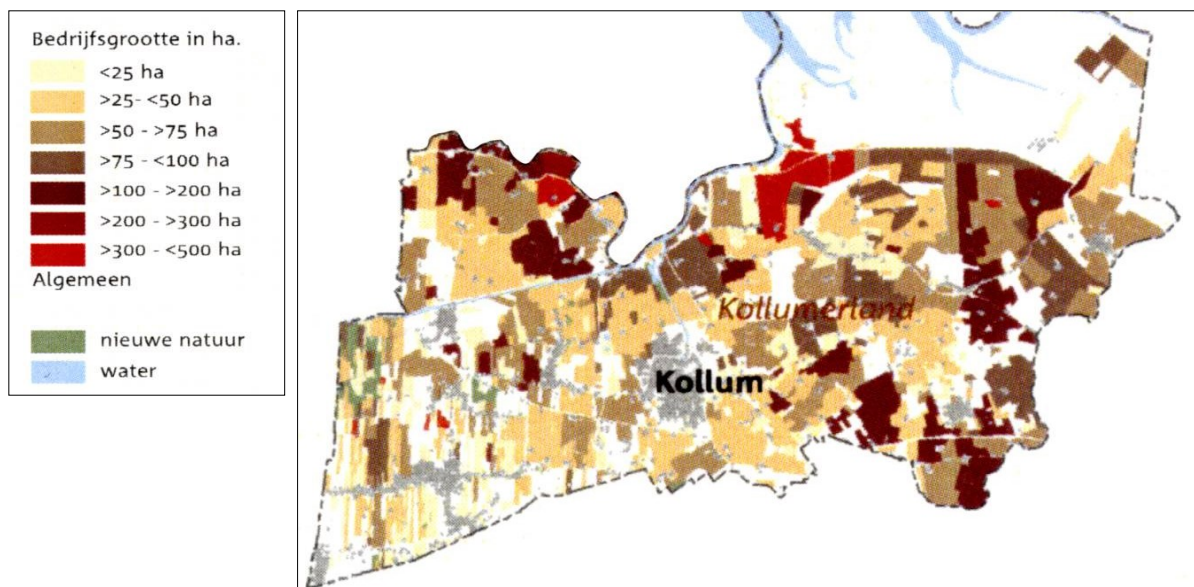 Bedrijfsgrootte in ha.
<25 ha
>25- <50 ha
>50 - >75 ha
>75 - <100 ha
>100 - >200 ha
>200 - >300 ha
>300 - <500 ha
Algemeen
nieuwe natuur
water
Kollumerland
Kollum